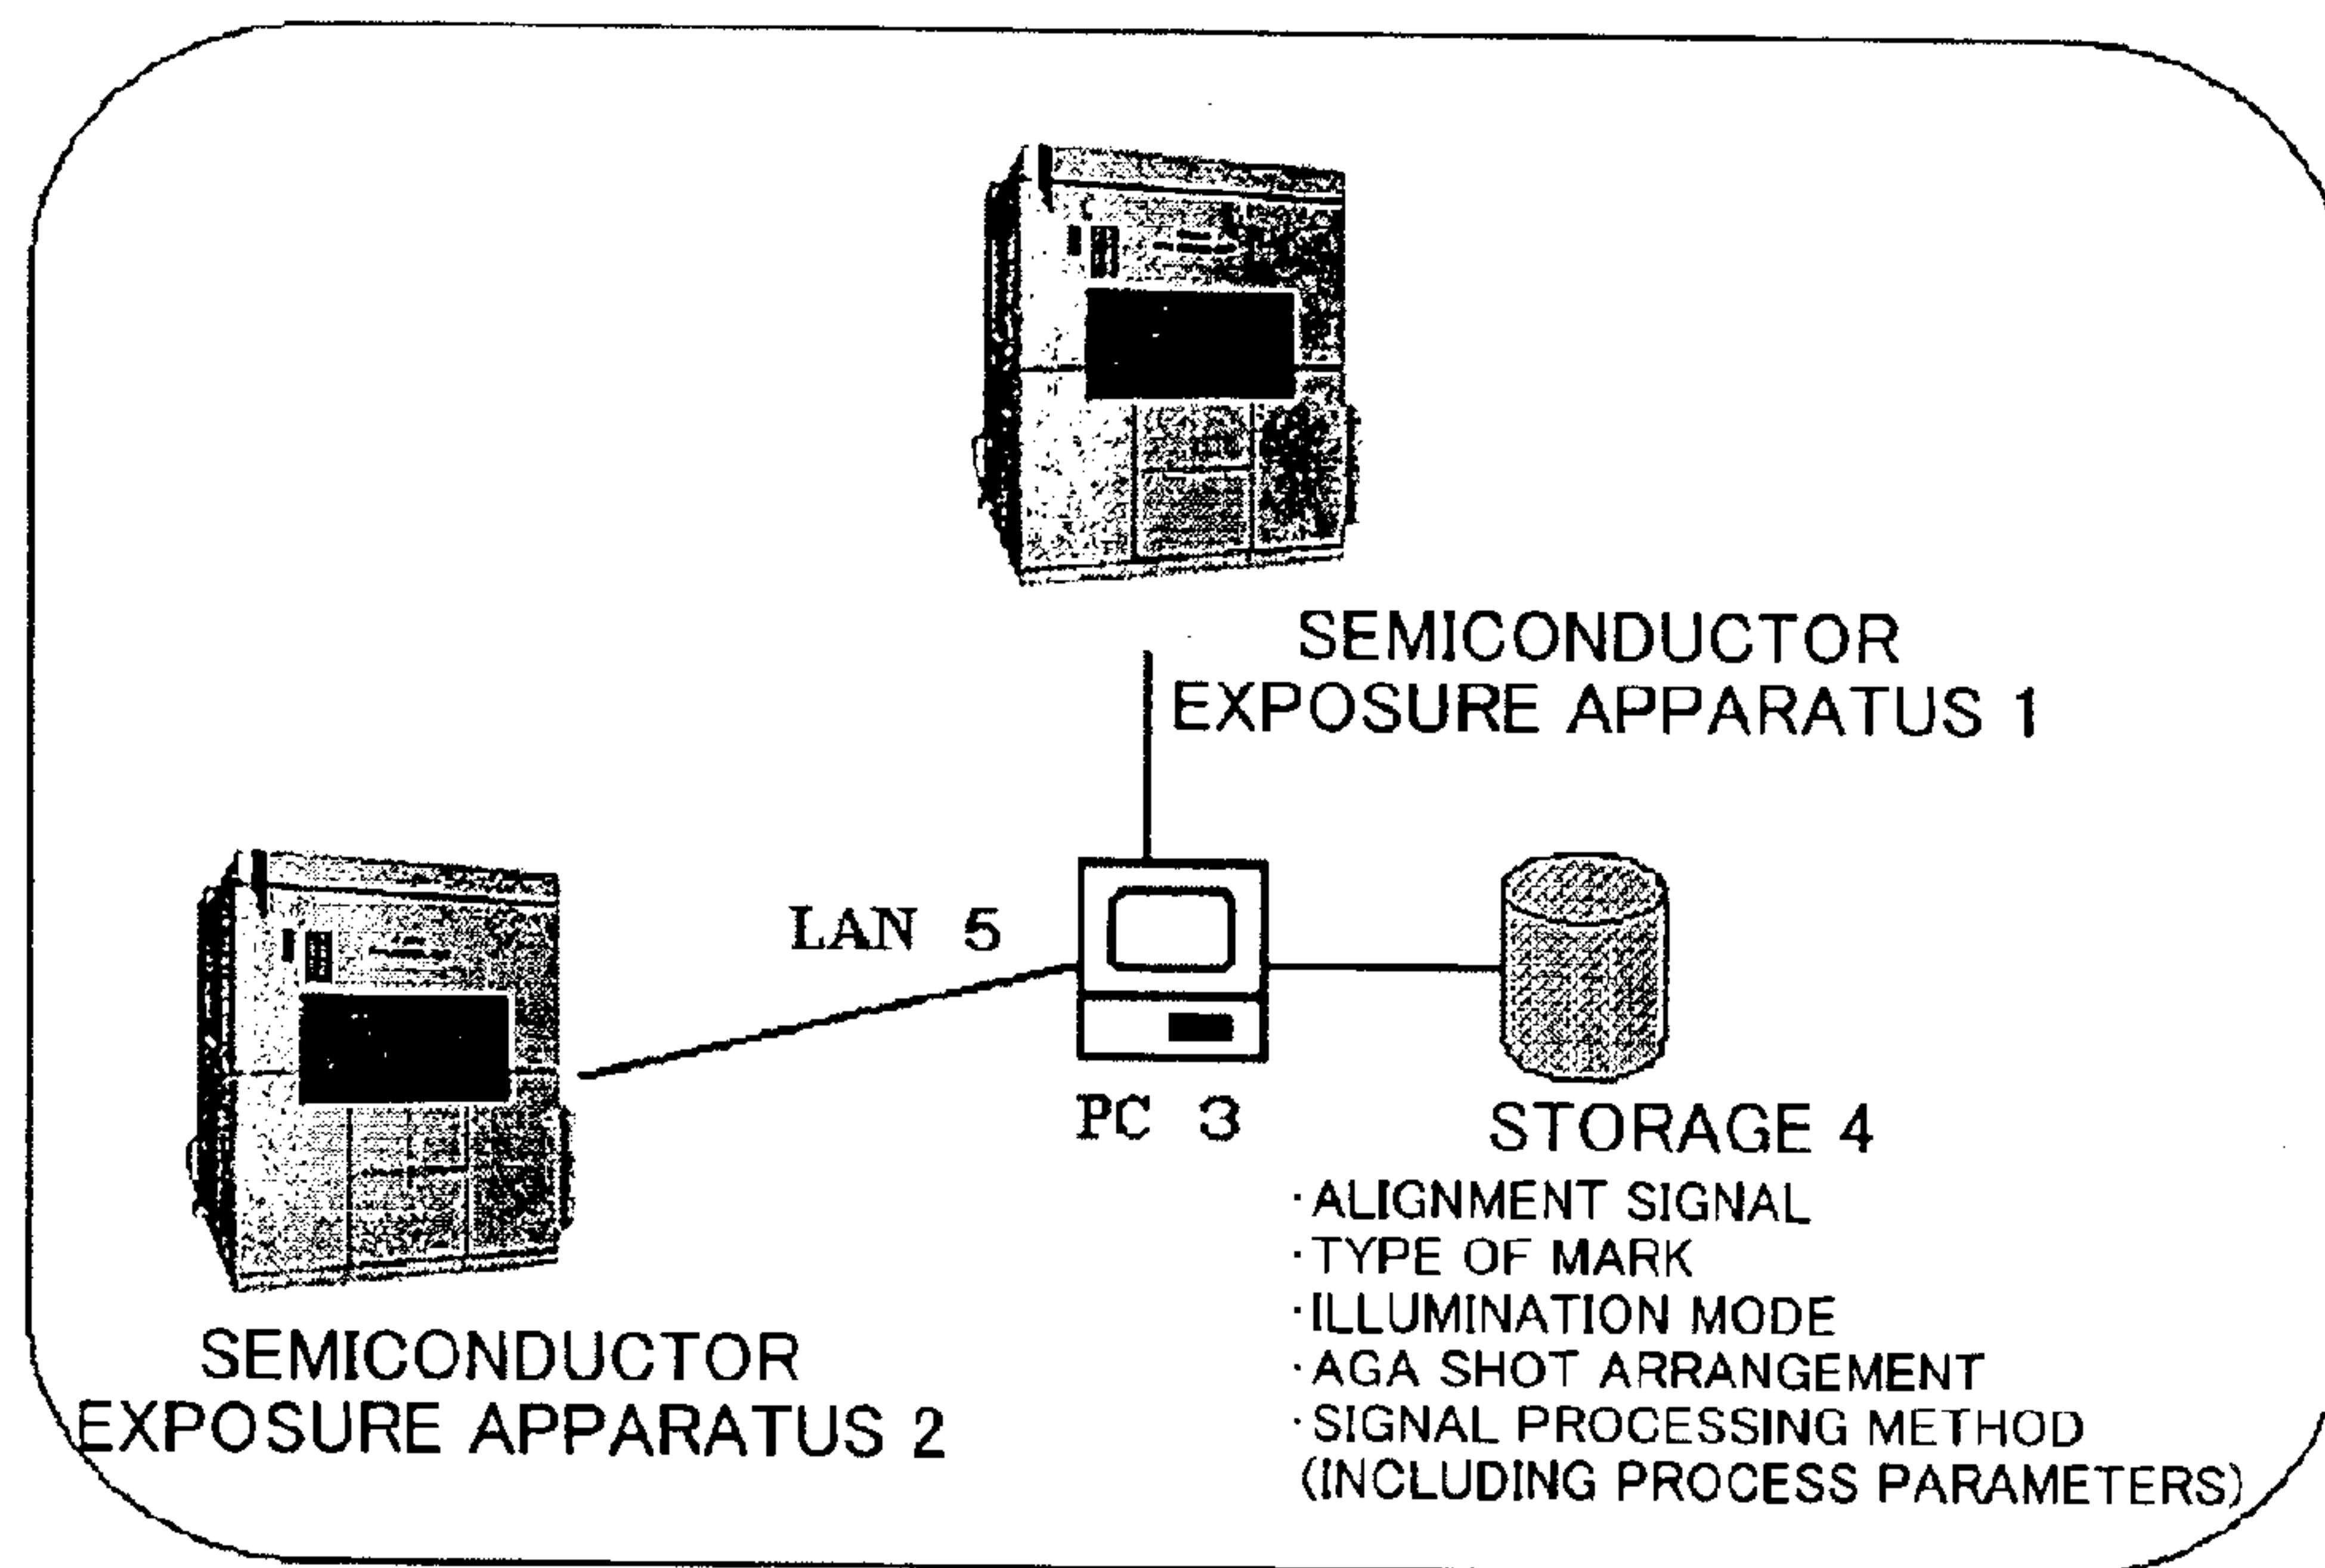 SEMICONDUCTOR
EXPOSURE APPARATUS 1
LAN 5
PC 3
STORAGE 4
・ALIGNMENT SIGNAL
・TYPE OF MARK
・ILLUMINATION MODE
・AGA SHOT ARRANGEMENT
・SIGNAL PROCESSING METHOD
(INCLUDING PROCESS PARAMETERS)
SEMICONDUCTOR
EXPOSURE APPARATUS 2